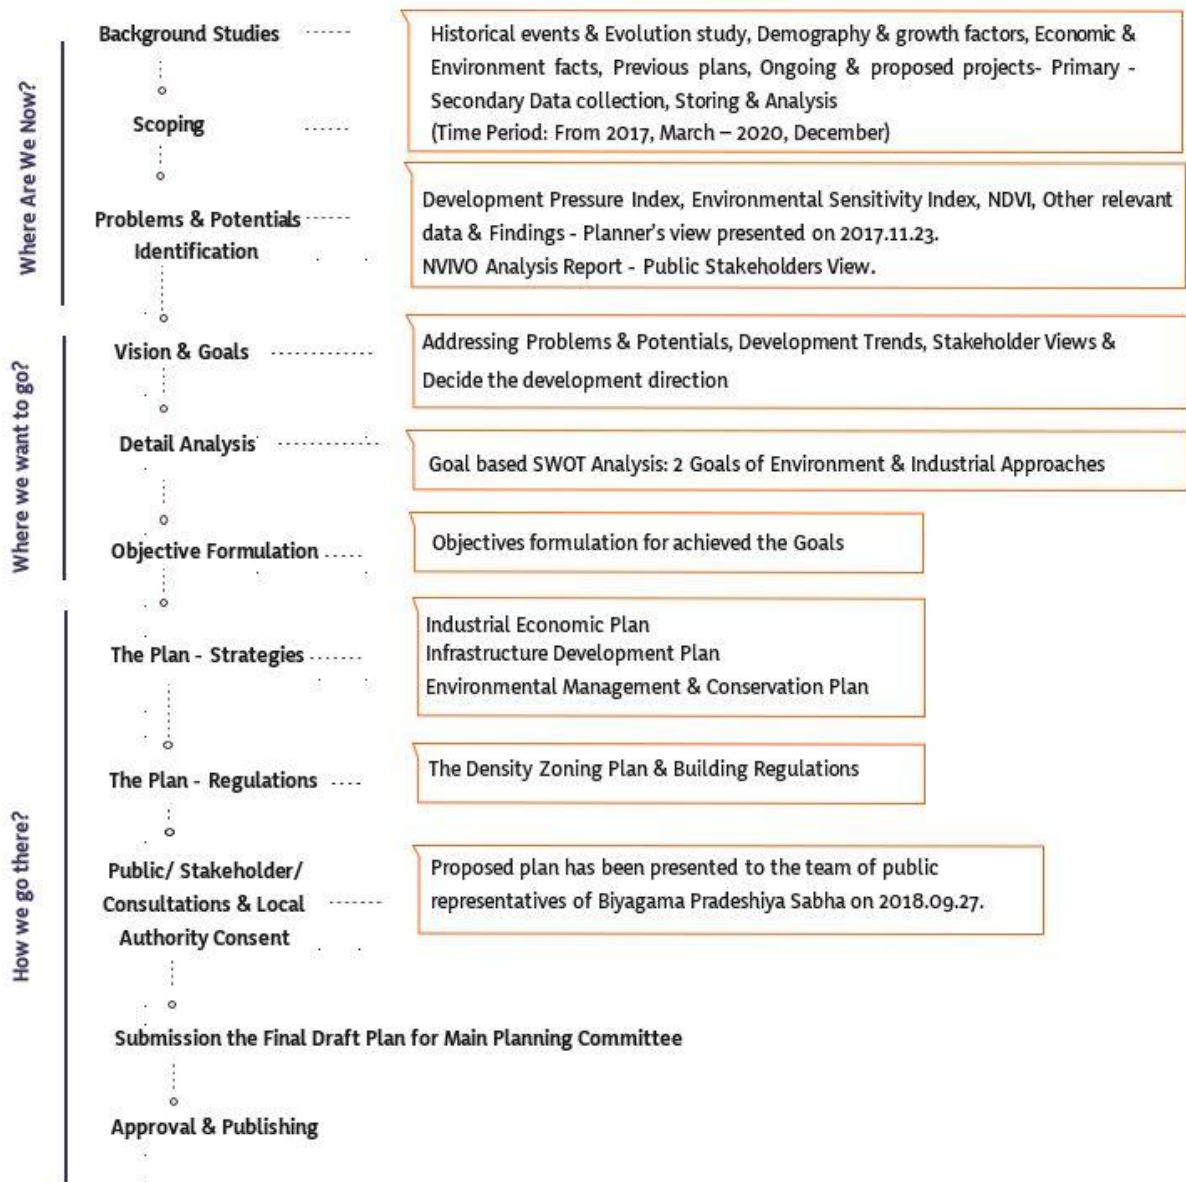 Where Are We Now?
Background Studies
Historical events & Evolution study, Demography & growth factors, Economic &
Environment facts, Previous plans, Ongoing & proposed projects- Primary -
Secondary Data collection, Storing & Analysis
(Time Period: From 2017, March – 2020, December)
Scoping
Problems & Potentials
Identification
Development Pressure Index, Environmental Sensitivity Index, NDVI, Other relevant
data & Findings - Planner's view presented on 2017.11.23.
NVIVO Analysis Report - Public Stakeholders View.
Where we want to go?
Vision & Goals
Addressing Problems & Potentials, Development Trends, Stakeholder Views &
Decide the development direction
Detail Analysis
Goal based SWOT Analysis: 2 Goals of Environment & Industrial Approaches
Objective Formulation
Objectives formulation for achieved the Goals
How we go there?
The Plan - Strategies
Industrial Economic Plan
Infrastructure Development Plan
Environmental Management & Conservation Plan
The Plan - Regulations
The Density Zoning Plan & Building Regulations
Public/ Stakeholder/
Consultations & Local
Authority Consent
Proposed plan has been presented to the team of public
representatives of Biyagama Pradeshiya Sabha on 2018.09.27.
Submission the Final Draft Plan for Main Planning Committee
Approval & Publishing